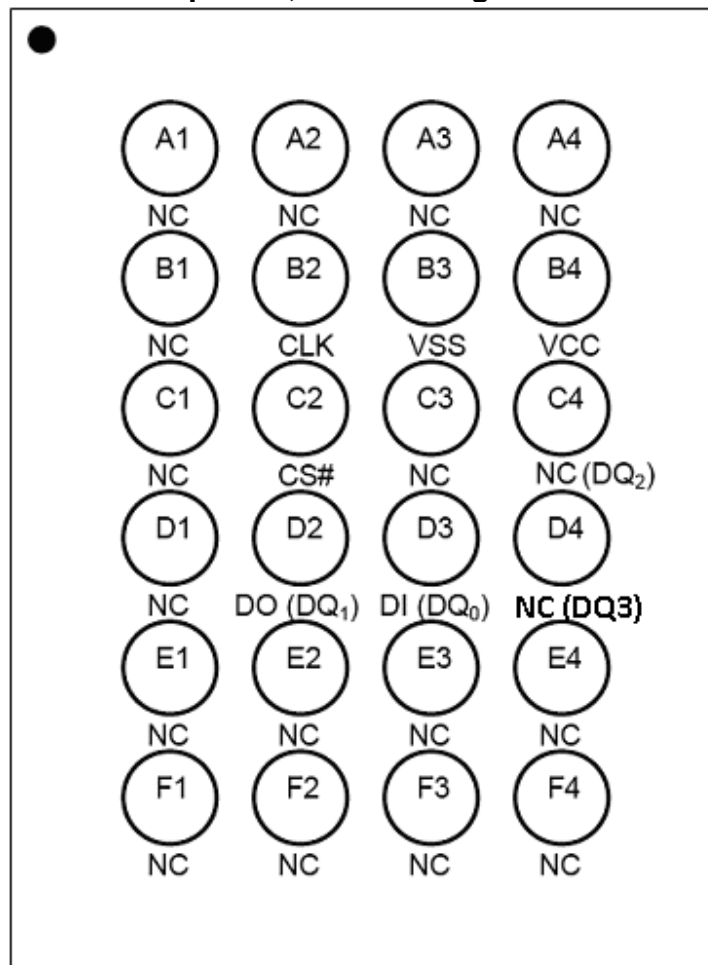 A1 A2 A3 A4
NC NC NC NC
B1 B2 B3 B4
NC CLK VSS VCC
C1 C2 C3 C4
NC CS# NC NC (DQ₂)
D1 D2 D3 D4
NC DO (DQ₁) DI (DQ₀) NC (DQ3)
E1 E2 E3 E4
NC NC NC NC
F1 F2 F3 F4
NC NC NC NC